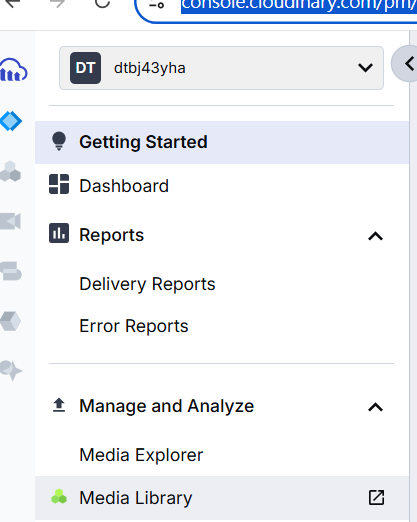 console.cloudinary.com/pm/
DT dtbj43yha
Getting Started
Dashboard
Reports
Delivery Reports
Error Reports
Manage and Analyze
Media Explorer
Media Library